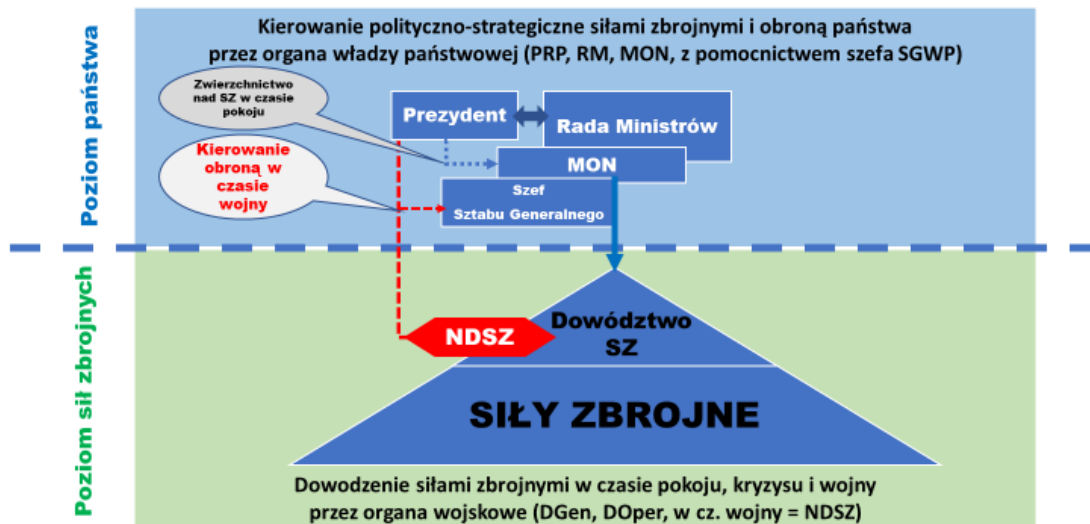 Kierowanie polityczno-strategiczne siłami zbrojnymi i obroną państwa
przez organa władzy państwowej (PRP, RM, MON, z pomocnictwem szefa SGWP)
Poziom państwa
Zwierzchnictwo
nad SZ w czasie
pokoju
Prezydent
Rada Ministrów
MON
Kierowanie
obroną w
czasie
wojny
Szef
Sztabu Generalnego
Poziom sił zbrojnych
NDSZ
Dowództwo
SZ
SIŁY ZBROJNE
Dowodzenie siłami zbrojnymi w czasie pokoju, kryzysu i wojny
przez organa wojskowe (DGen, DOper, w cz. wojny = NDSZ)